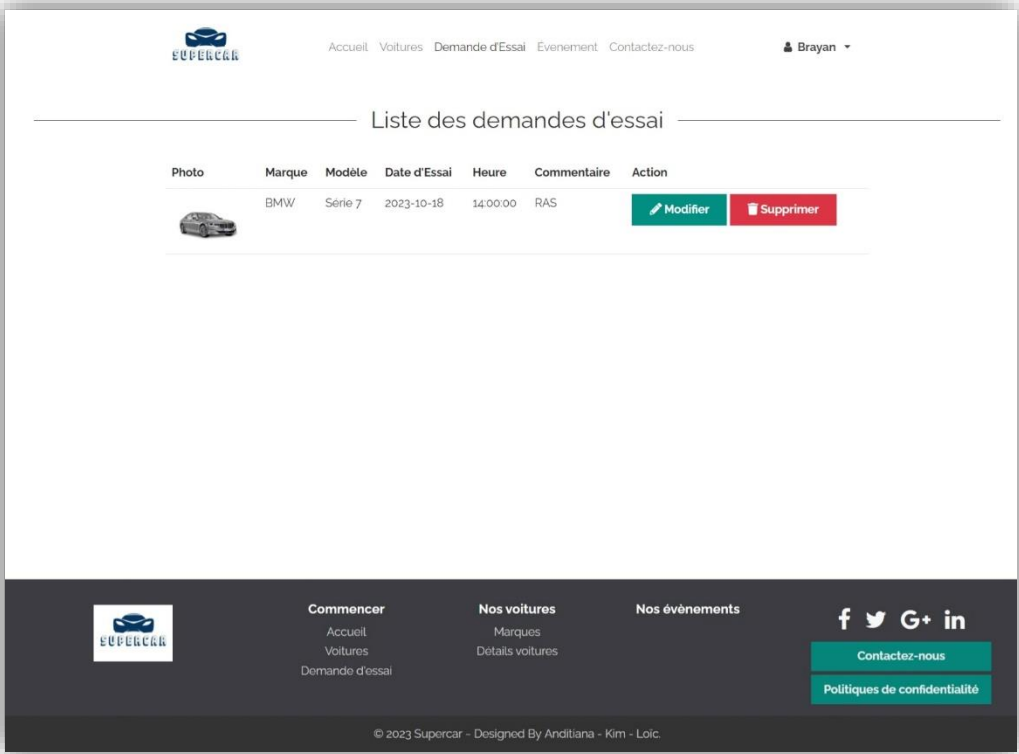 SUPERCAR
Accueil Voitures Demande d'Essai Évenement Contactez-nous Brayan
Liste des demandes d'essai
Photo Marque Modèle Date d'Essai Heure Commentaire Action
BMW Série 7 2023-10-18 14:00:00 RAS Modifier Supprimer
SUPERCAR
Commencer Nos voitures Nos évènements
Accueil Marques
Voitures Détails voitures
Demande d'essai
f G+ in
Contactez-nous
Politiques de confidentialité
© 2023 Supercar - Designed By Anditiana - Kim - Loïc.